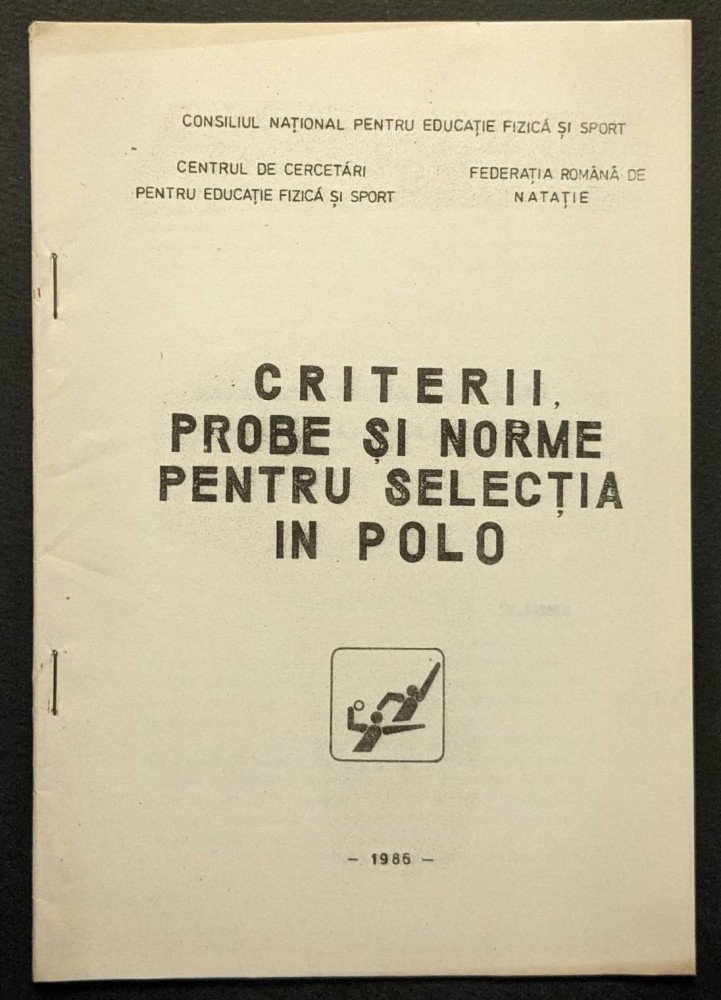 CONSILIUL NAȚIONAL PENTRU EDUCAȚIE FIZICĂ ȘI SPORT
CENTRUL DE CERCETĂRI
PENTRU EDUCAȚIE FIZICĂ ȘI SPORT
FEDERAȚIA ROMÂNĂ DE
NATAȚIE
CRITERII,
PROBE ȘI NORME
PENTRU SELECȚIA
IN POLO
- 1986 -